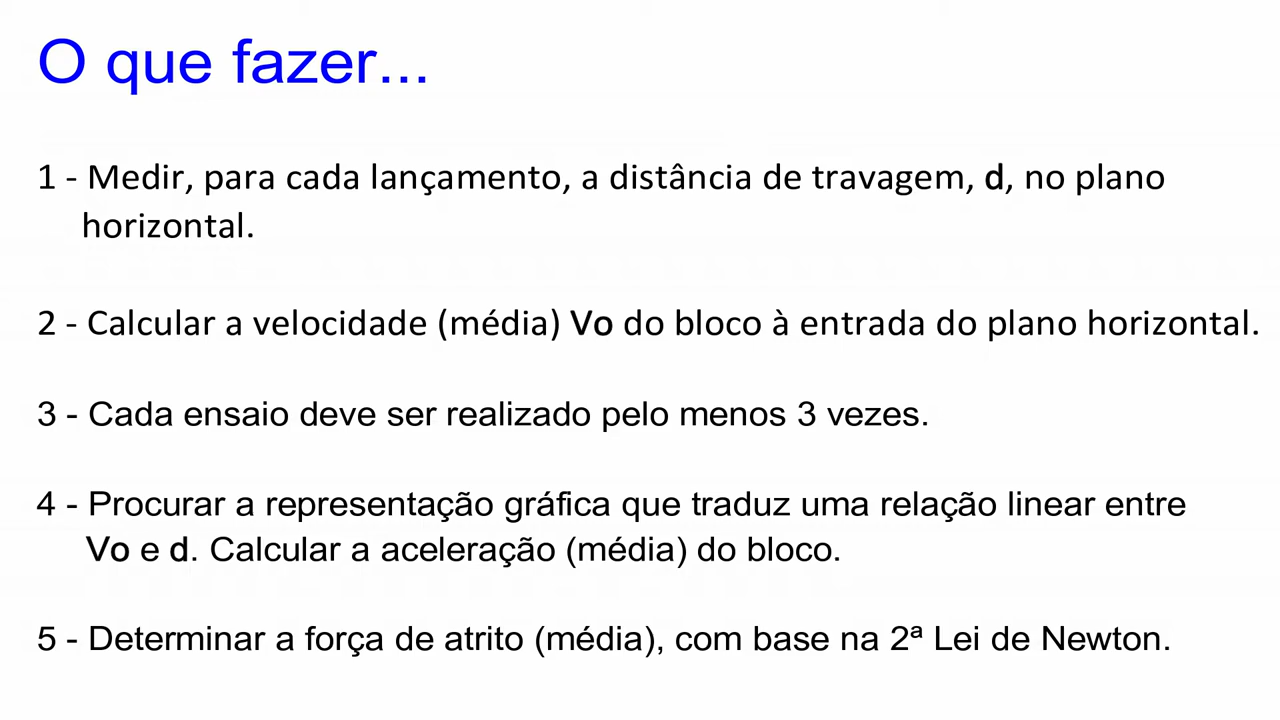 O que fazer...
1 - Medir, para cada lançamento, a distância de travagem, d, no plano
horizontal.
2 - Calcular a velocidade (média) Vo do bloco à entrada do plano horizontal.
3 - Cada ensaio deve ser realizado pelo menos 3 vezes.
4 - Procurar a representação gráfica que traduz uma relação linear entre
Vo e d. Calcular a aceleração (média) do bloco.
5 - Determinar a força de atrito (média), com base na 2ª Lei de Newton.